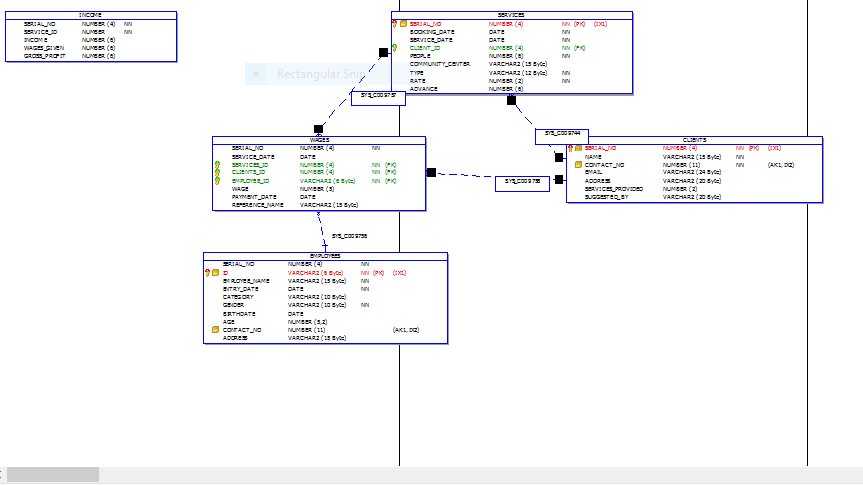 INCOME
SERIAL_NO NUMBER (4) NN
SERVICE_ID NUMBER NN
INCOME NUMBER (6)
WAGES_GIVEN NUMBER (6)
GROSS_PROFIT NUMBER (6)
SERVICES
SERIAL_NO NUMBER (4) NN (PK) (IX1)
BOOKING_DATE DATE NN
SERVICE_DATE DATE NN
CLIENT_ID NUMBER (4) NN (FK)
PEOPLE NUMBER (6) NN
COMMUNITY_CENTER VARCHAR2 (15 Byte)
TYPE VARCHAR2 (12 Byte) NN
RATE NUMBER (2) NN
ADVANCE NUMBER (6)
Rectangular Snip
SYS_C009757
SYS_C009744
WAGES
SERIAL_NO NUMBER (4) NN
SERVICE_DATE DATE
SERVICES_ID NUMBER (4) NN (FK)
CLIENTS_ID NUMBER (4) NN (FK)
EMPLOYEE_ID VARCHAR2 (6 Byte) NN (FK)
WAGE NUMBER (5)
PAYMENT_DATE DATE
REFERENCE_NAME VARCHAR2 (15 Byte)
CLIENTS
SERIAL_NO NUMBER (4) NN (PK) (IX1)
NAME VARCHAR2 (15 Byte) NN
CONTACT_NO NUMBER (11) NN (AK1,IX2)
EMAIL VARCHAR2 (24 Byte)
ADDRESS VARCHAR2 (20 Byte)
SERVICES_PROVIDED NUMBER (2)
SUGGESTED_BY VARCHAR2 (20 Byte)
SYS_C009756
EMPLOYEES
SERIAL_NO NUMBER (4) NN
ID VARCHAR2 (6 Byte) NN (PK) (IX1)
EMPLOYEE_NAME VARCHAR2 (15 Byte) NN
ENTRY_DATE DATE NN
CATEGORY VARCHAR2 (10 Byte)
GENDER VARCHAR2 (10 Byte) NN
BIRTHDATE DATE
AGE NUMBER (5,2)
CONTACT_NO NUMBER (11) (AK1,IX2)
ADDRESS VARCHAR2 (15 Byte)